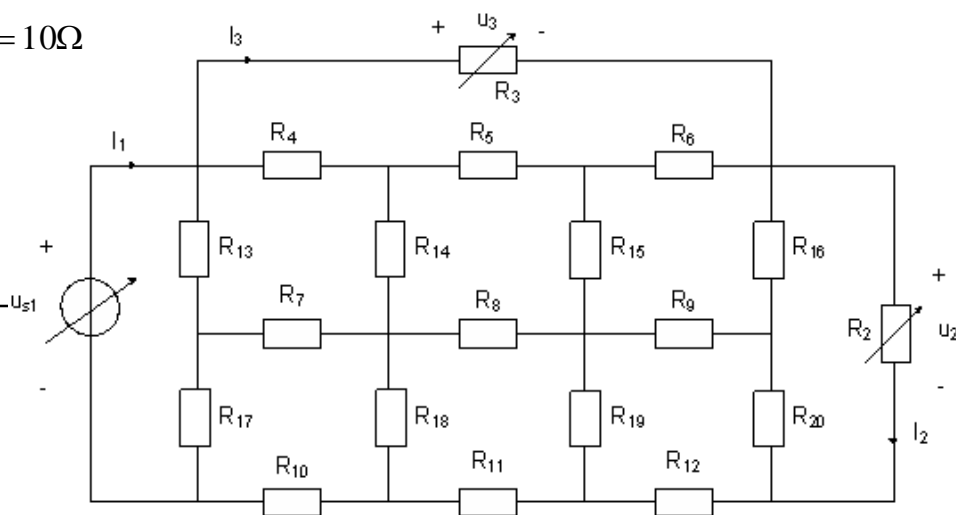 = 10Ω
+ u₃ -
I₃
R₃
I₁
R₄ R₅ R₆
+
R₁₃ R₁₄ R₁₅ R₁₆
+
R₇ R₈ R₉
uₛ₁
R₂ u₂
- -
R₁₇ R₁₈ R₁₉ R₂₀
I₂
R₁₀ R₁₁ R₁₂